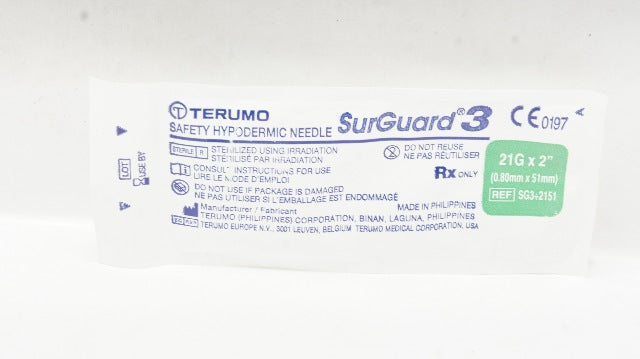 TERUMO
SurGuard®3
CE 0197
SAFETY HYPODERMIC NEEDLE
STERILE R STERILIZED USING IRRADIATION
STÉRILISÉ PAR IRRADIATION
DO NOT REUSE
NE PAS RÉUTILISER
CONSULT INSTRUCTIONS FOR USE
LIRE LE MODE D'EMPLOI
Rx ONLY
DO NOT USE IF PACKAGE IS DAMAGED
NE PAS UTILISER SI L'EMBALLAGE EST ENDOMMAGÉ
Manufacturer / Fabricant
MADE IN PHILIPPINES
TERUMO (PHILIPPINES) CORPORATION, BINAN, LAGUNA, PHILIPPINES
EC REP TERUMO EUROPE N.V., 3001 LEUVEN, BELGIUM TERUMO MEDICAL CORPORATION, USA
21G x 2"
(0.80mm x 51mm)
REF SG3+2151
LOT
USE BY
A